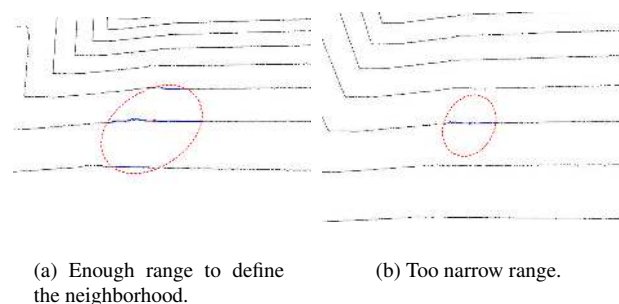 (a) Enough range to define
the neighborhood.
(b) Too narrow range.